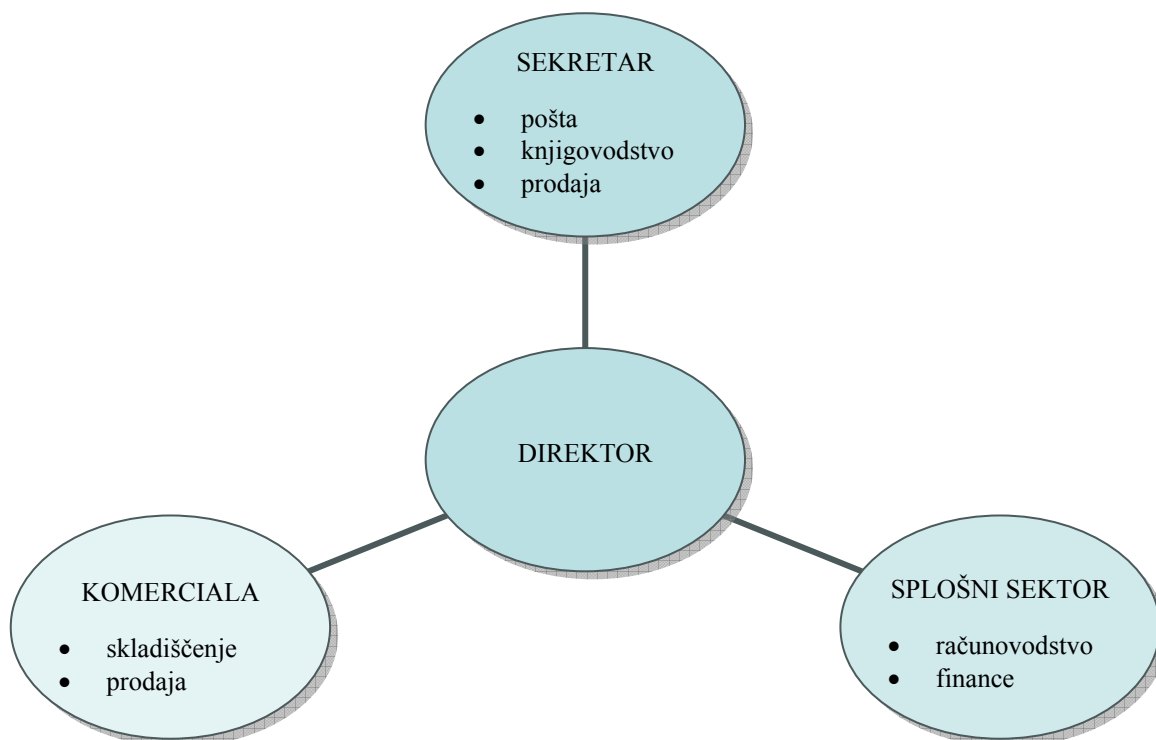 SEKRETAR
• pošta
• knjigovodstvo
• prodaja
DIREKTOR
KOMERCIALA
• skladiščenje
• prodaja
SPLOŠNI SEKTOR
• računovodstvo
• finance